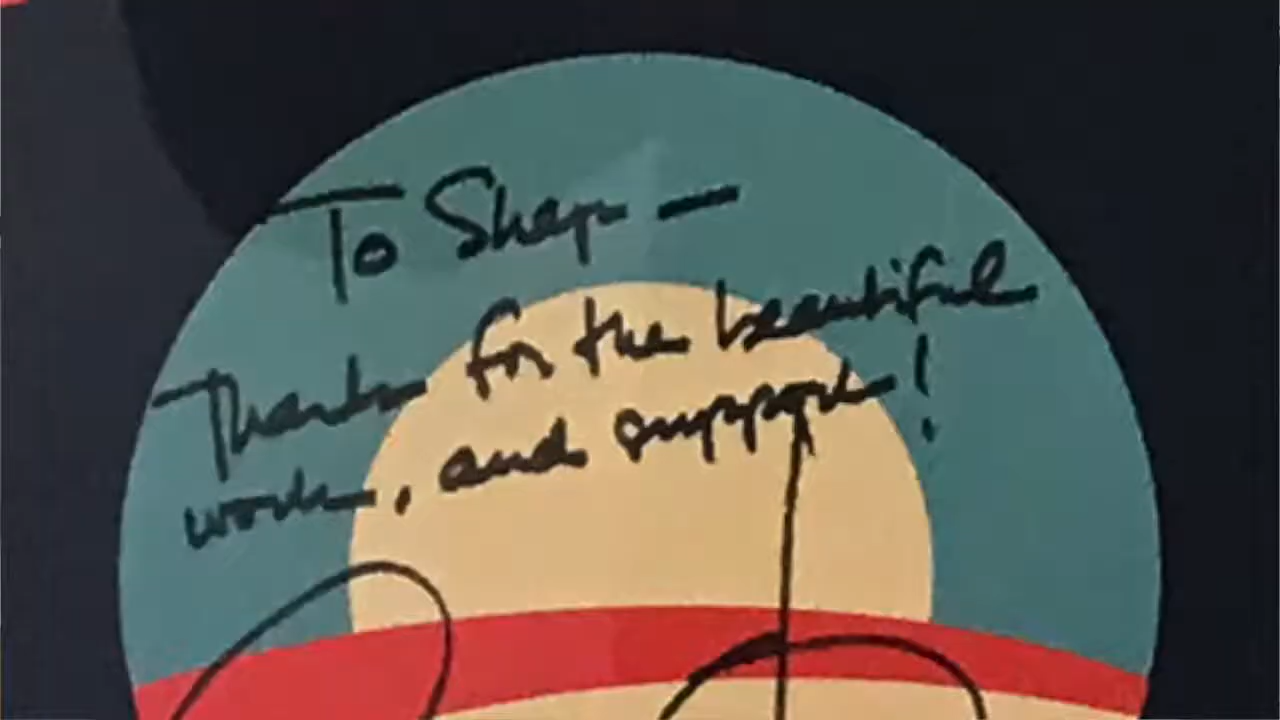 To Shep —
Thanks for the beautiful
work, and support!